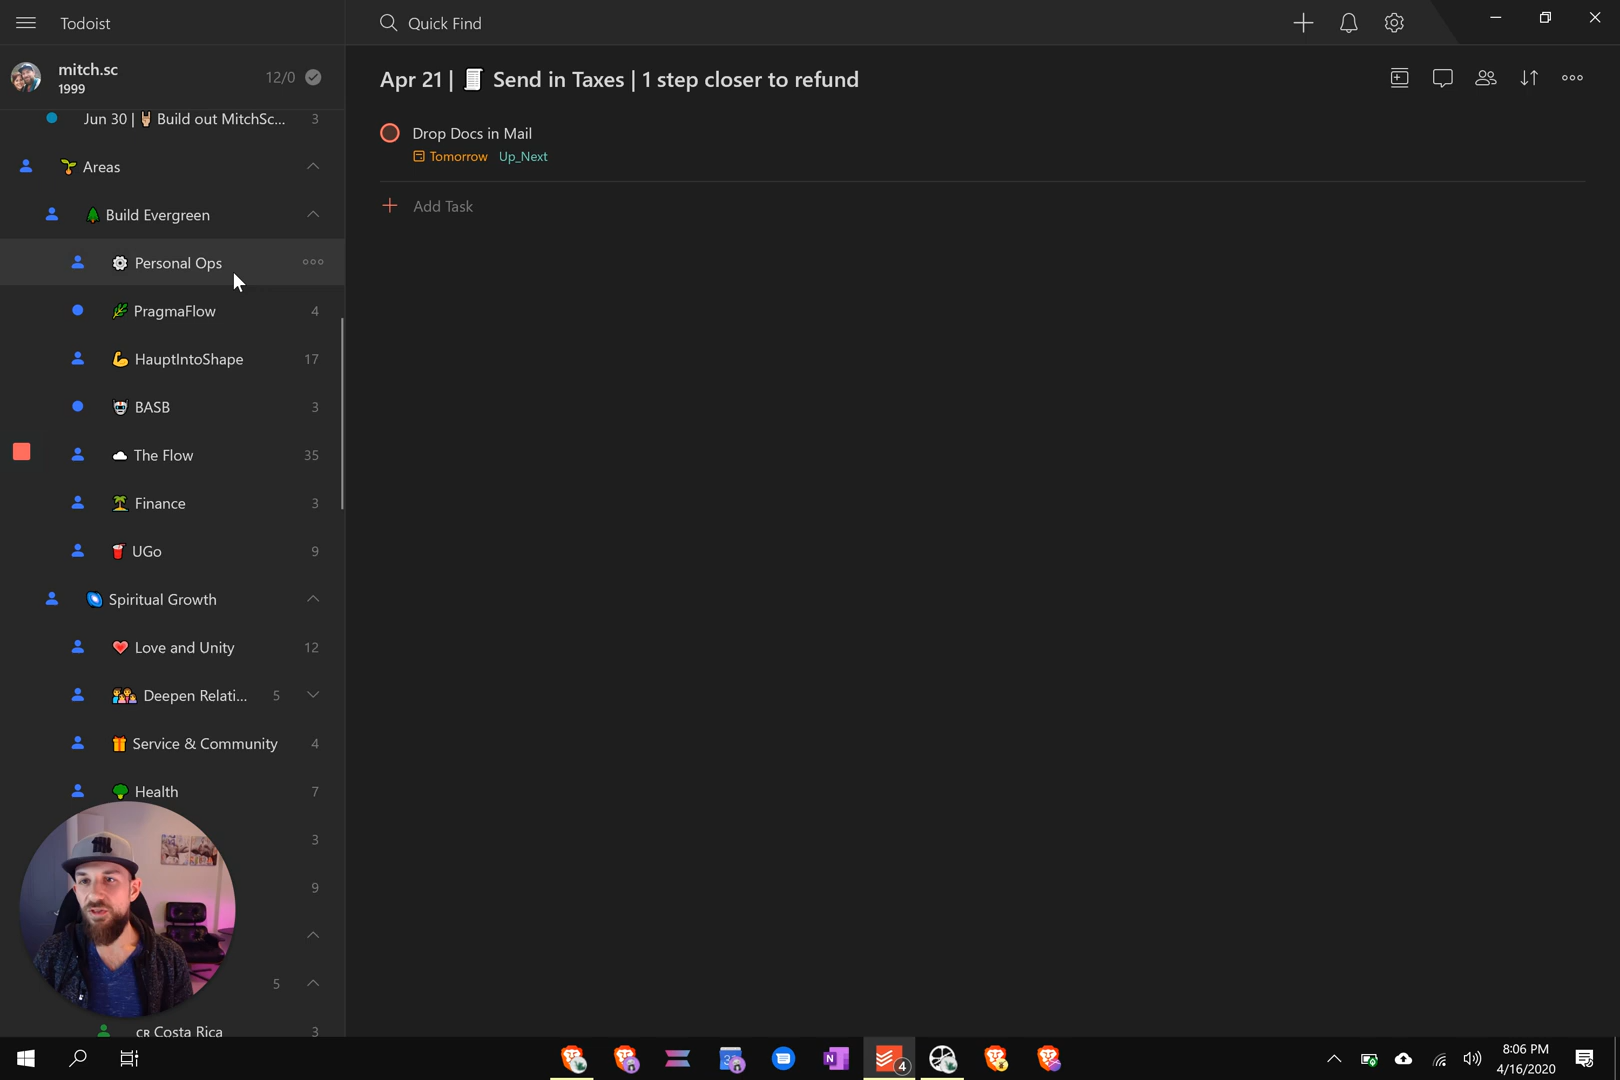 Todoist
Quick Find
mitch.sc
1999
12/0
Jun 30 | 🤘 Build out MitchSc... 3
🌱 Areas
🌲 Build Evergreen
⚙️ Personal Ops
🌿 PragmaFlow 4
💪 HauptIntoShape 17
🤖 BASB 3
☁️ The Flow 35
🏝️ Finance 3
🥤 UGo 9
🌀 Spiritual Growth
❤️ Love and Unity 12
Deepen Relati... 5
🎁 Service & Community 4
🥦 Health 7
3
9
5
CR Costa Rica 3
Apr 21 | 🧾 Send in Taxes | 1 step closer to refund
Drop Docs in Mail
Tomorrow Up_Next
+ Add Task
4
8:06 PM
4/16/2020